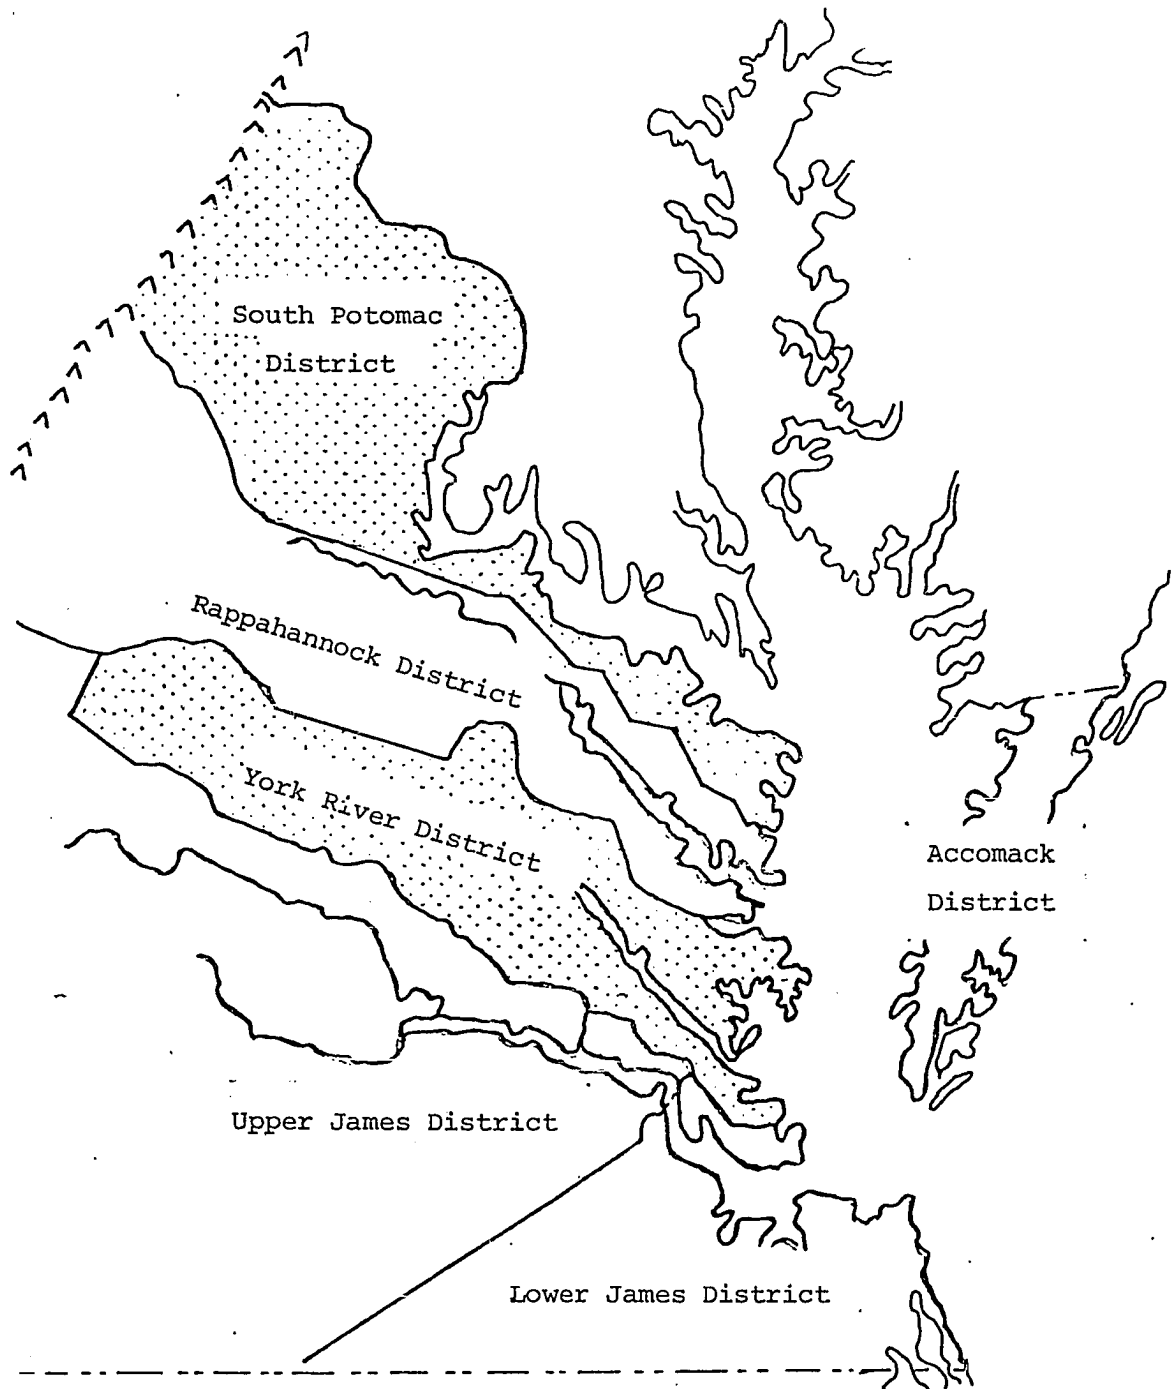 South Potomac
District
Rappahannock District
York River District
Accomack
District
Upper James District
Lower James District